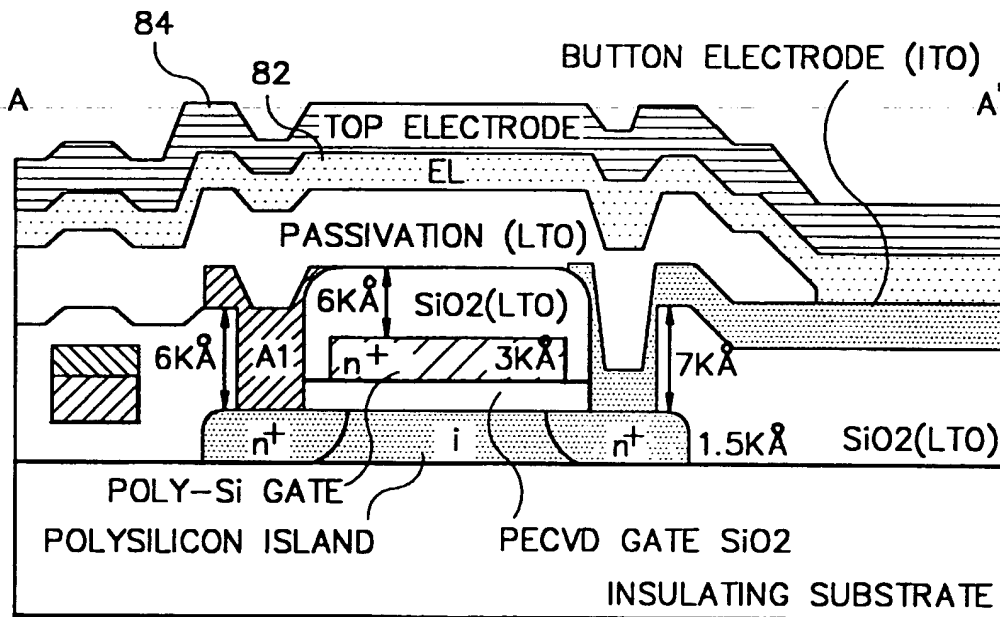 84
82
BUTTON ELECTRODE (ITO)
A
A'
TOP ELECTRODE
EL
PASSIVATION (LTO)
6KÅ
SiO2(LTO)
6KÅ
A1
n+
3KÅ
7KÅ
n+
i
n+
1.5KÅ
SiO2(LTO)
POLY-Si GATE
POLYSILICON ISLAND
PECVD GATE SiO2
INSULATING SUBSTRATE